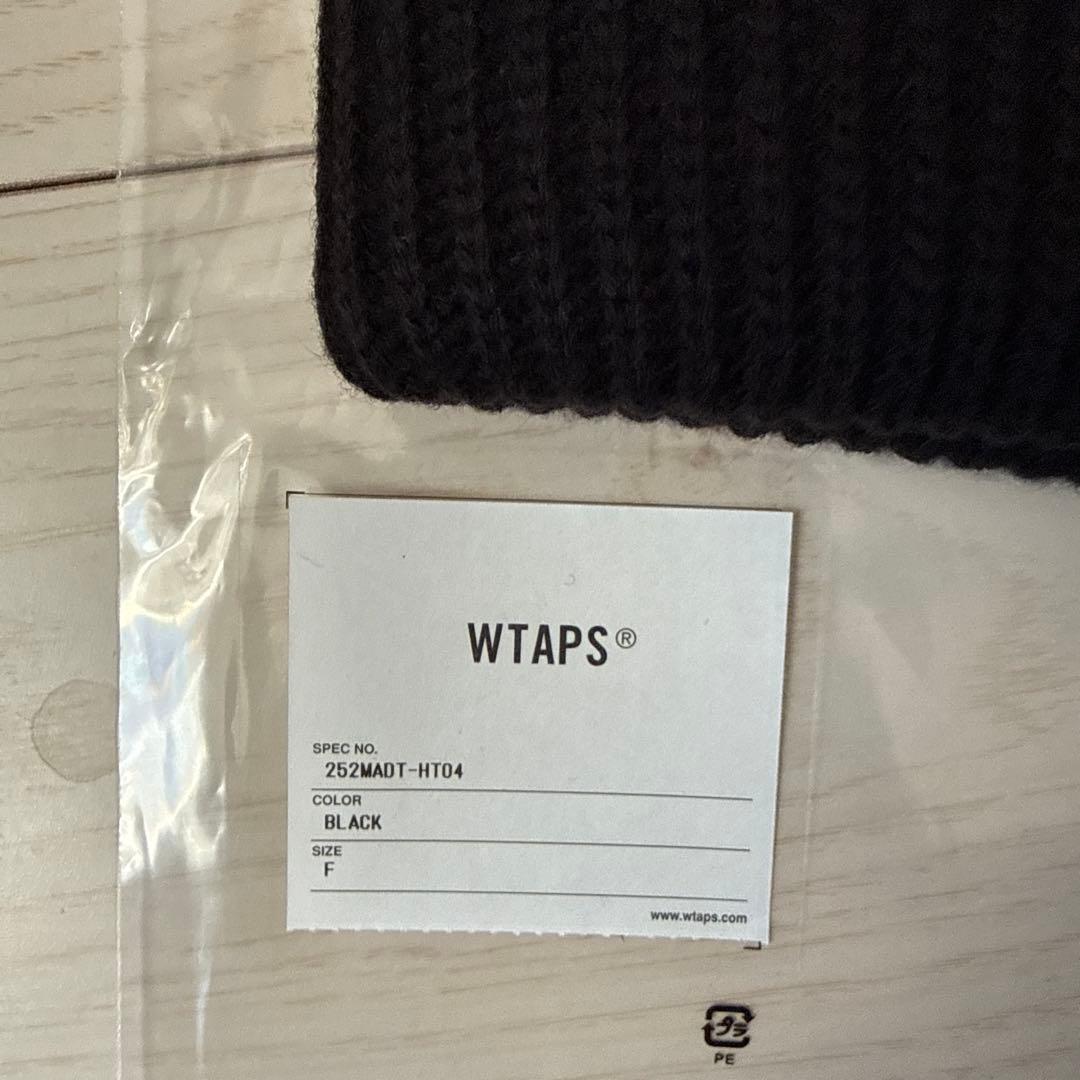 WTAPS®
SPEC NO.
252MADT-HT04
COLOR
BLACK
SIZE
F
www.wtaps.com
プラ
PE